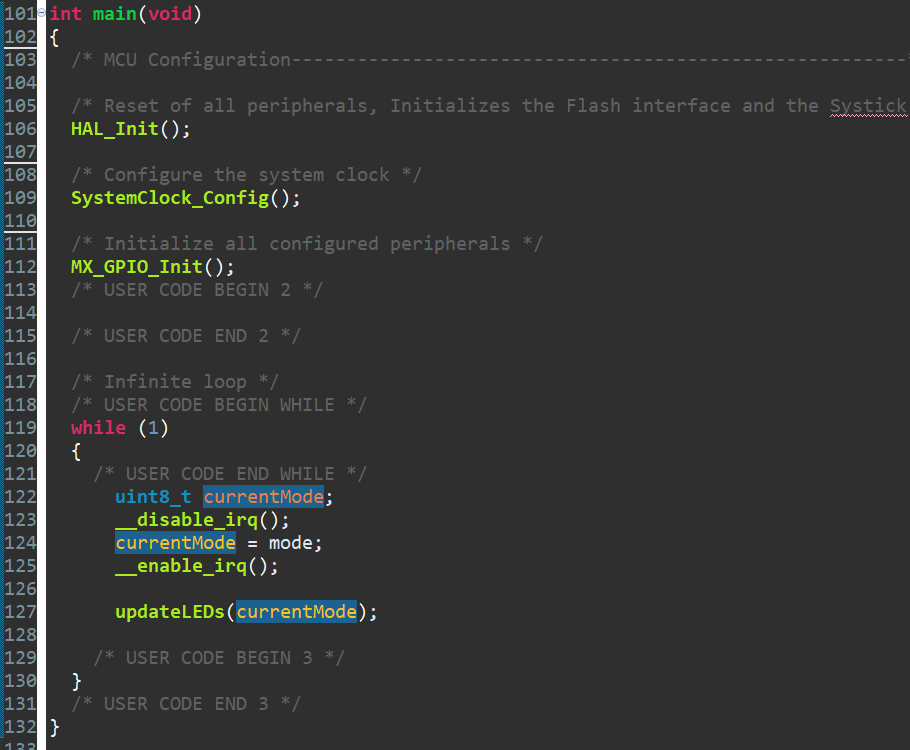 101 int main(void)
102 {
103 /* MCU Configuration--------------------------------------------------------
104
105 /* Reset of all peripherals, Initializes the Flash interface and the Systick
106 HAL_Init();
107
108 /* Configure the system clock */
109 SystemClock_Config();
110
111 /* Initialize all configured peripherals */
112 MX_GPIO_Init();
113 /* USER CODE BEGIN 2 */
114
115 /* USER CODE END 2 */
116
117 /* Infinite loop */
118 /* USER CODE BEGIN WHILE */
119 while (1)
120 {
121 /* USER CODE END WHILE */
122 uint8_t currentMode;
123 __disable_irq();
124 currentMode = mode;
125 __enable_irq();
126
127 updateLEDs(currentMode);
128
129 /* USER CODE BEGIN 3 */
130 }
131 /* USER CODE END 3 */
132 }
133